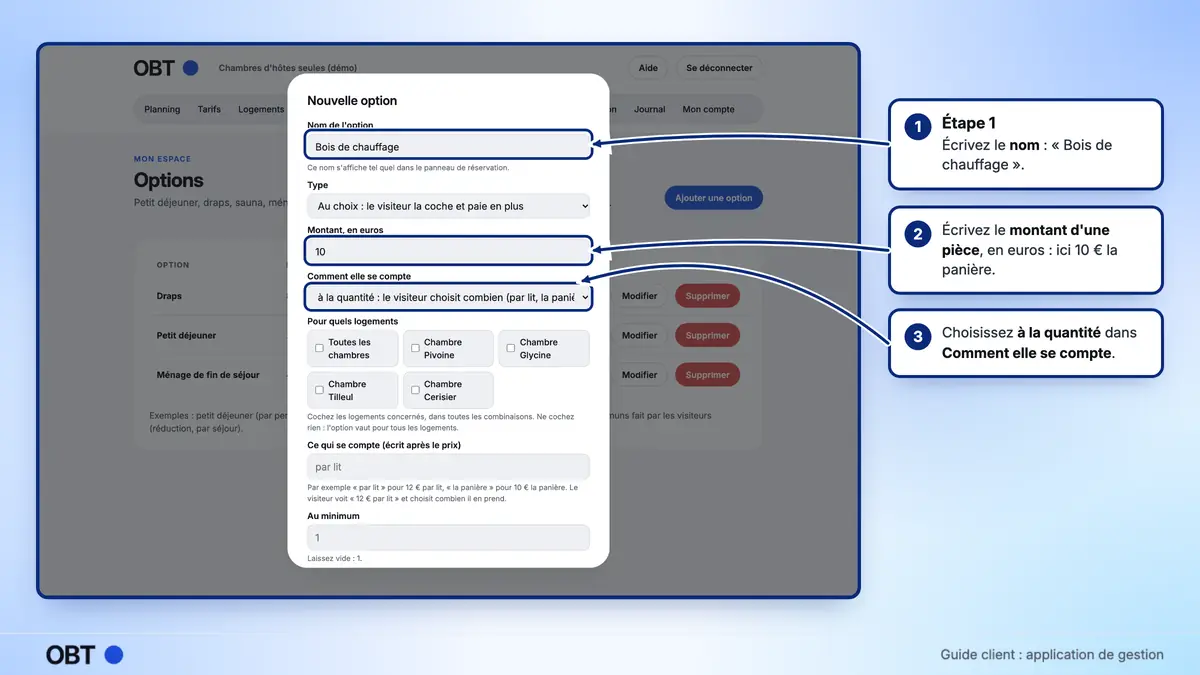 OBT
Chambres d'hôtes seules (démo)
Aide
Se déconnecter
Planning
Tarifs
Logements
Journal
Mon compte
MON ESPACE
Options
Petit déjeuner, draps, sauna,
Ajouter une option
OPTION
Draps
Modifier
Supprimer
Petit déjeuner
Modifier
Supprimer
Ménage de fin de séjour
Modifier
Supprimer
Exemples : petit déjeuner (par
fait par les visiteurs
(réduction, par séjour).
Nouvelle option
Nom de l'option
Bois de chauffage
Ce nom s'affiche tel quel dans le panneau de réservation.
Type
Au choix : le visiteur la coche et paie en plus
Montant, en euros
10
Comment elle se compte
à la quantité : le visiteur choisit combien (par lit, la
Pour quels logements
Toutes les
chambres
Chambre
Pivoine
Chambre
Glycine
Chambre
Tilleul
Chambre
Cerisier
Cochez les logements concernés, dans toutes les combinaisons. Ne cochez
rien : l'option vaut pour tous les logements.
Ce qui se compte (écrit après le prix)
par lit
Par exemple « par lit » pour 12 € par lit, « la panière » pour 10 € la panière. Le
visiteur voit « 12 € par lit » et choisit combien il en prend.
Au minimum
1
Laissez vide : 1.
1
Étape 1
Écrivez le nom : « Bois de
chauffage ».
2
Écrivez le montant d'une
pièce, en euros : ici 10 € la
panière.
3
Choisissez à la quantité dans
Comment elle se compte.
OBT
Guide client : application de gestion